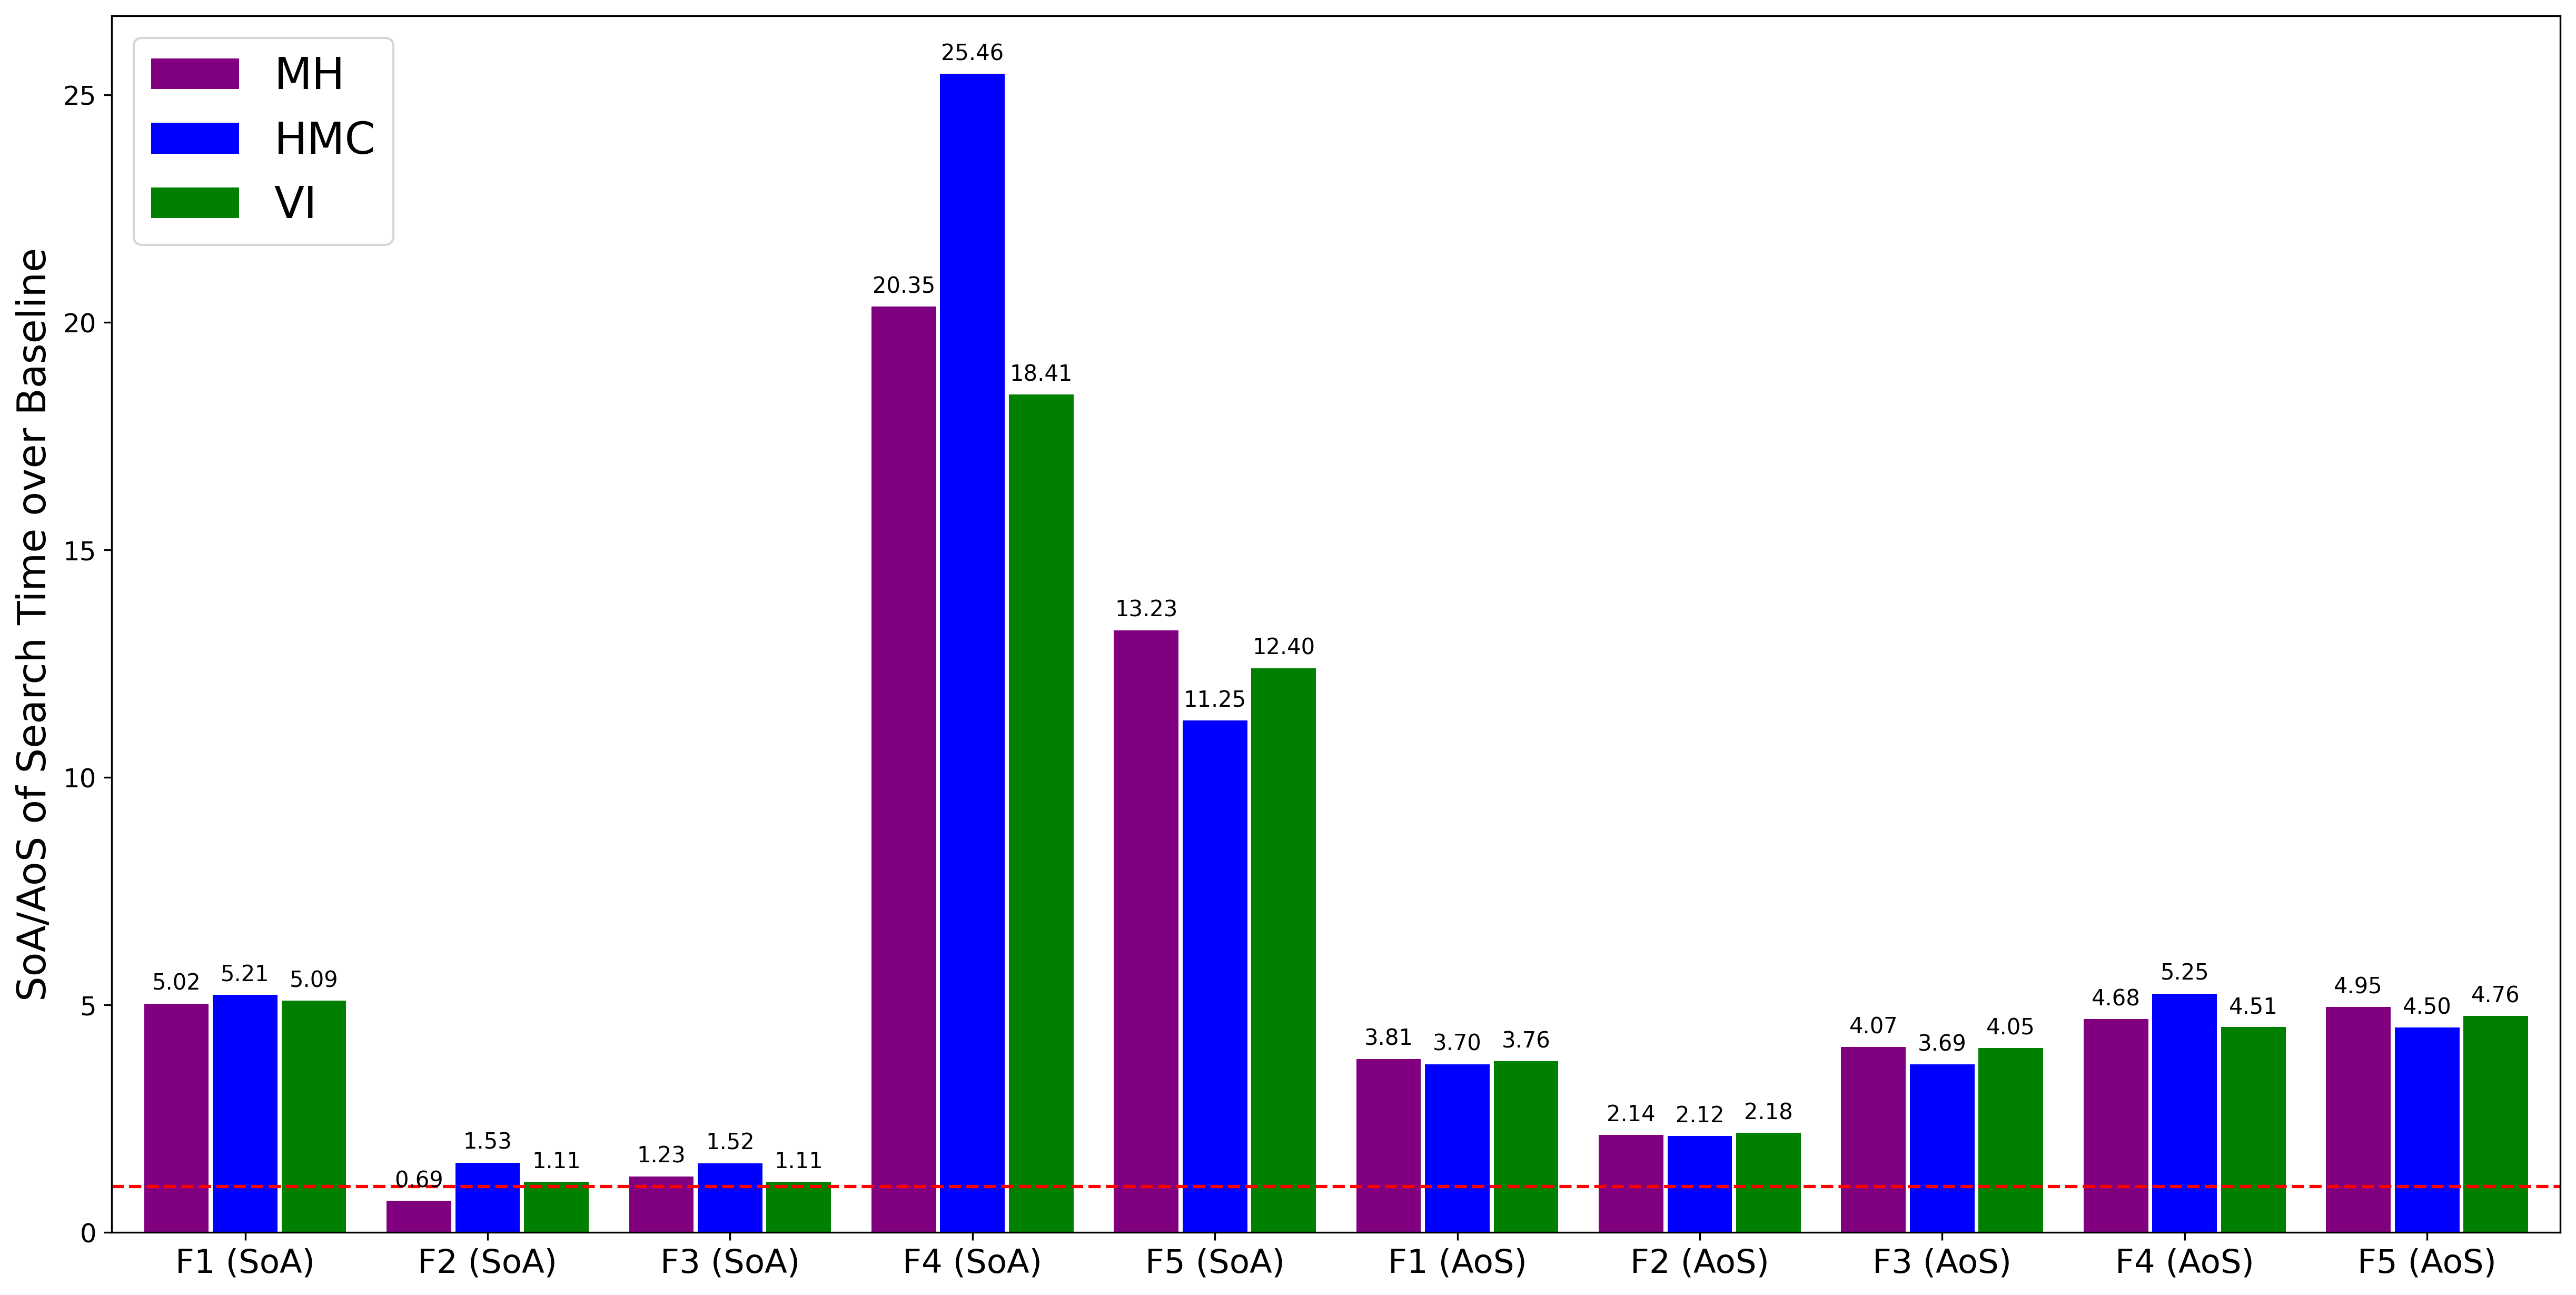 MH
HMC
VI
SoA/AoS of Search Time over Baseline
25
20
15
10
5
0
5.02 5.21 5.09
0.69 1.53 1.11
1.23 1.52 1.11
20.35 25.46 18.41
13.23 11.25 12.40
3.81 3.70 3.76
2.14 2.12 2.18
4.07 3.69 4.05
4.68 5.25 4.51
4.95 4.50 4.76
F1 (SoA) F2 (SoA) F3 (SoA) F4 (SoA) F5 (SoA) F1 (AoS) F2 (AoS) F3 (AoS) F4 (AoS) F5 (AoS)